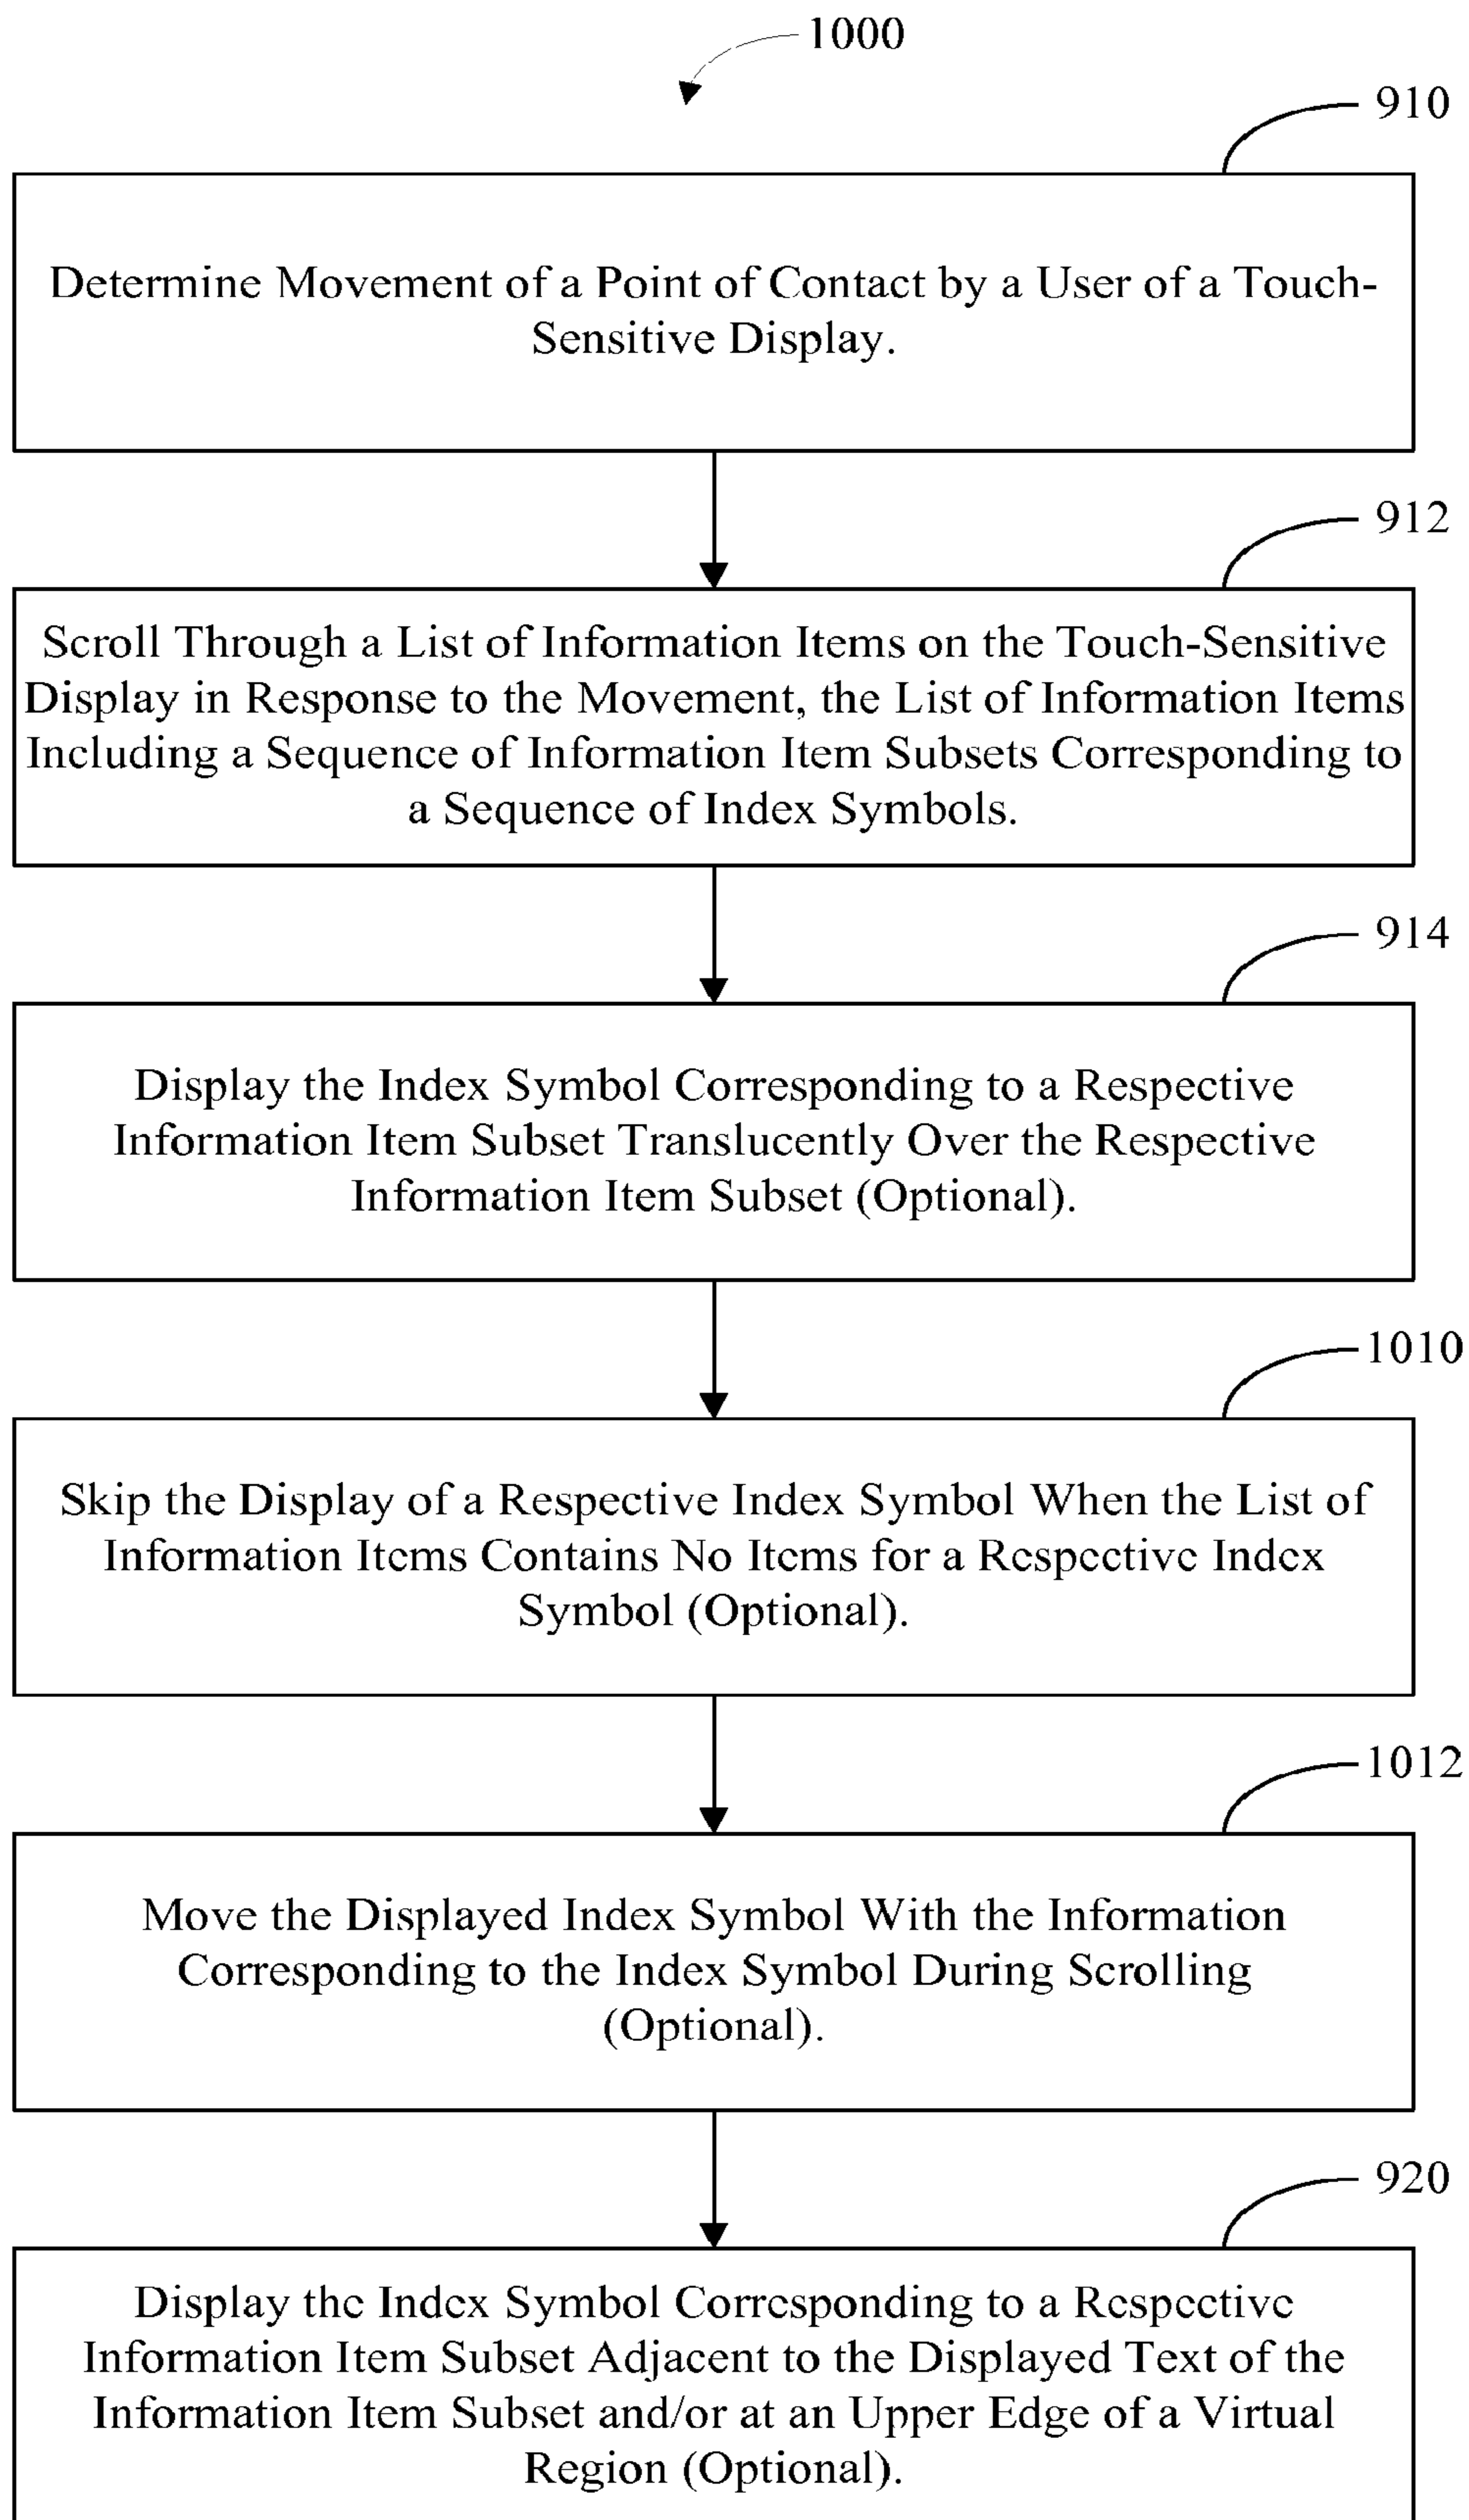 1000
910
Determine Movement of a Point of Contact by a User of a Touch-
Sensitive Display.
912
Scroll Through a List of Information Items on the Touch-Sensitive
Display in Response to the Movement, the List of Information Items
Including a Sequence of Information Item Subsets Corresponding to
a Sequence of Index Symbols.
914
Display the Index Symbol Corresponding to a Respective
Information Item Subset Translucently Over the Respective
Information Item Subset (Optional).
1010
Skip the Display of a Respective Index Symbol When the List of
Information Items Contains No Items for a Respective Index
Symbol (Optional).
1012
Move the Displayed Index Symbol With the Information
Corresponding to the Index Symbol During Scrolling
(Optional).
920
Display the Index Symbol Corresponding to a Respective
Information Item Subset Adjacent to the Displayed Text of the
Information Item Subset and/or at an Upper Edge of a Virtual
Region (Optional).